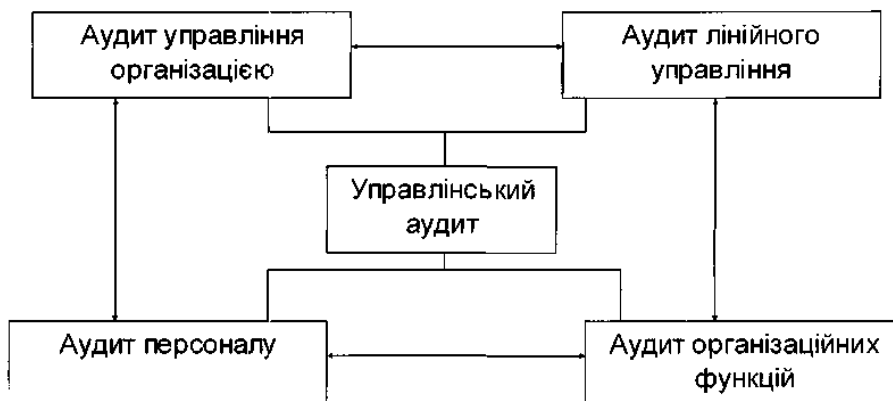 Аудит управління
організацією
Аудит лінійного
управління
Управлінський
аудит
Аудит персоналу
Аудит організаційних
функцій